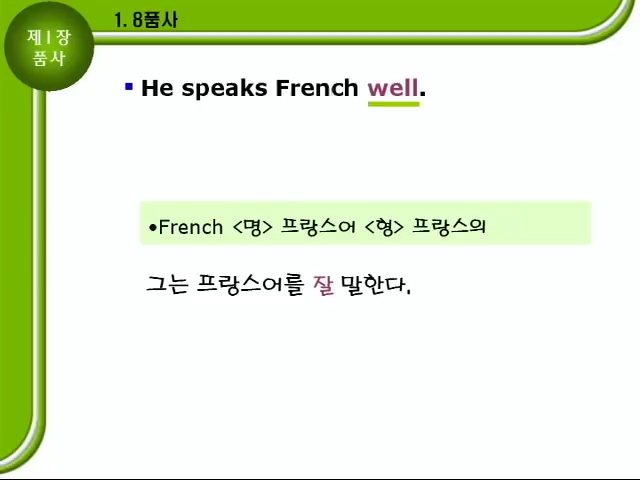 1. 8품사
제 I 장
품사
He speaks French well.
•French <명> 프랑스어 <형> 프랑스의
그는 프랑스어를 잘 말한다.